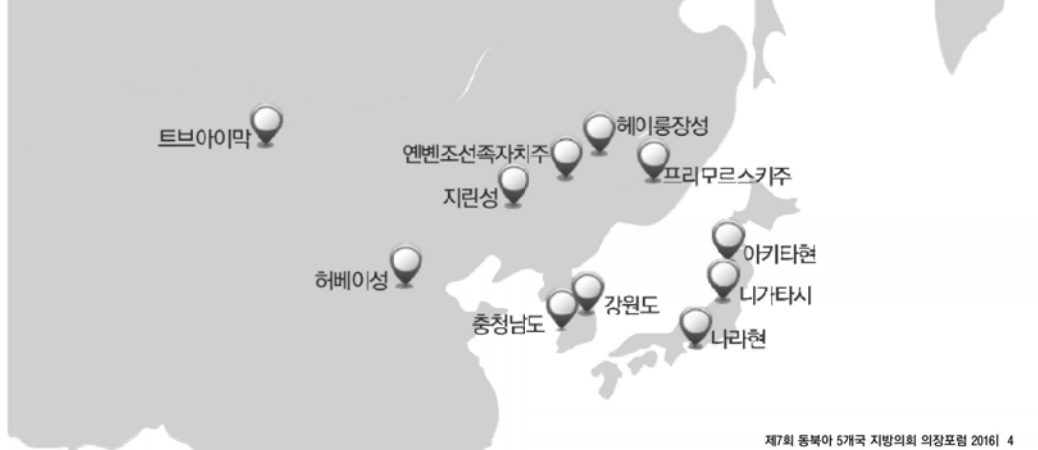 헤이룽장성
트브아이막
옌벤조선족자치주
프리모르스키주
지린성
아키타현
허베이성
니가타시
강원도
충청남도
나라현
제7회 동북아 5개국 지방의회 의장포럼 2016| 4